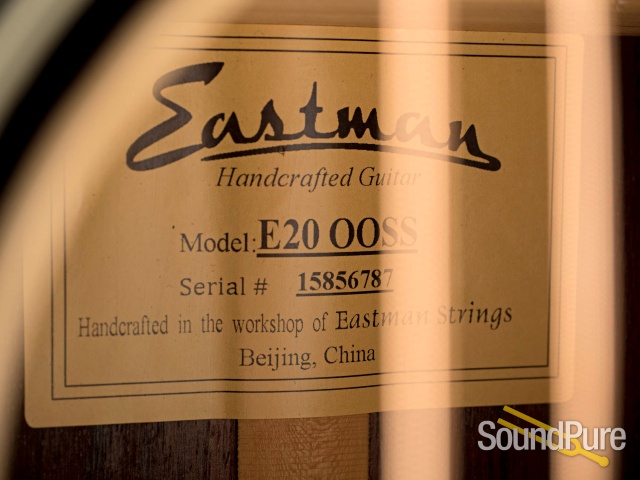 Eastman
Handcrafted Guitar
Model: E20 OOSS
Serial # 15856787
Handcrafted in the workshop of Eastman Strings
Beijing, China
SoundPure